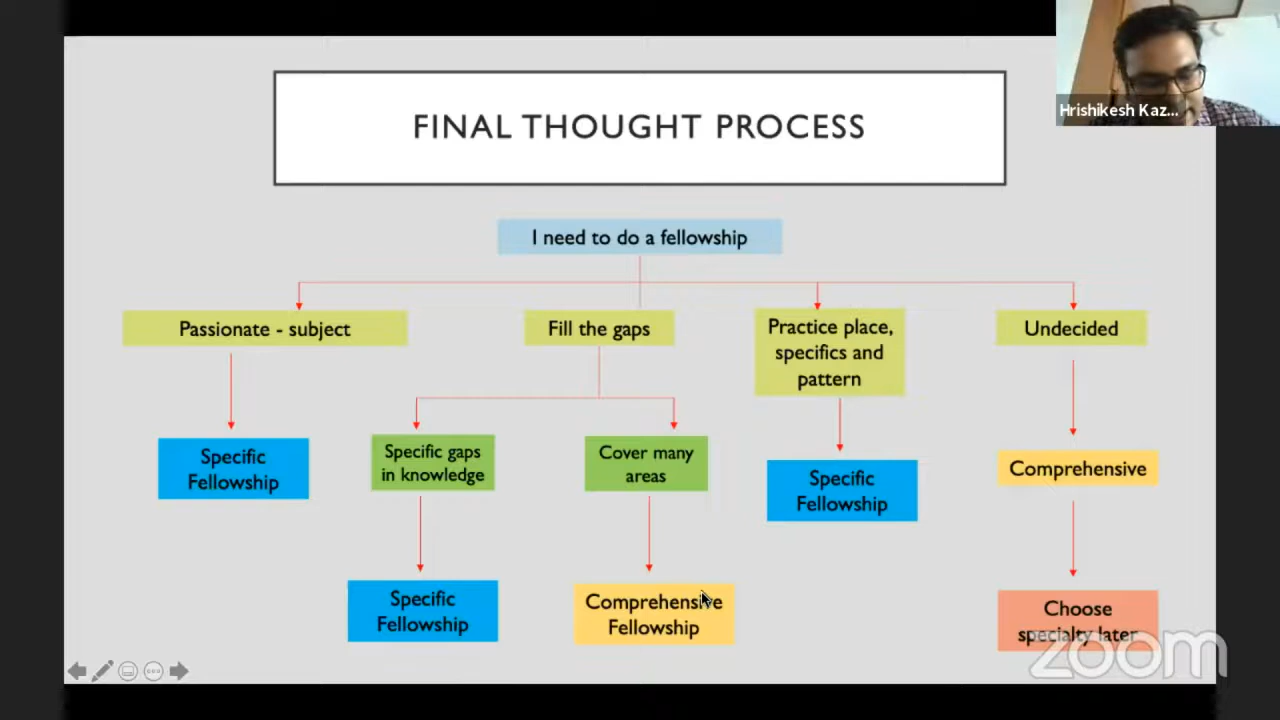 Hrishikesh Kaz...
FINAL THOUGHT PROCESS
I need to do a fellowship
Passionate - subject
Fill the gaps
Practice place,
specifics and
pattern
Undecided
Specific
Fellowship
Specific gaps
in knowledge
Cover many
areas
Specific
Fellowship
Comprehensive
Specific
Fellowship
Comprehensive
Fellowship
Choose
specialty later
zoom